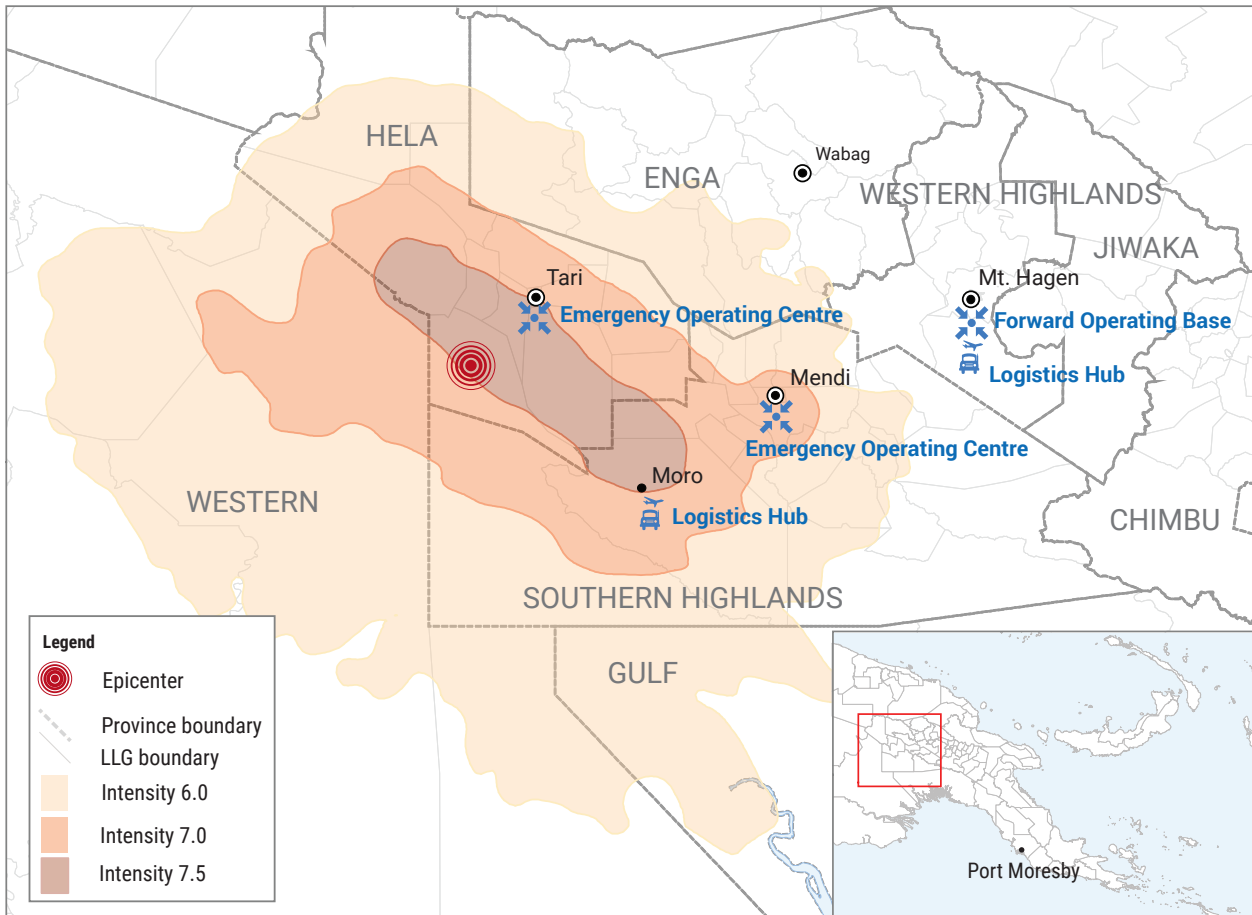 HELA
Wabag
ENGA
WESTERN HIGHLANDS
JIWAKA
Tari
Mt. Hagen
Emergency Operating Centre
Forward Operating Base
Logistics Hub
Mendi
Emergency Operating Centre
Moro
WESTERN
Logistics Hub
CHIMBU
SOUTHERN HIGHLANDS
GULF
Legend
Epicenter
Province boundary
LLG boundary
Intensity 6.0
Intensity 7.0
Intensity 7.5
Port Moresby